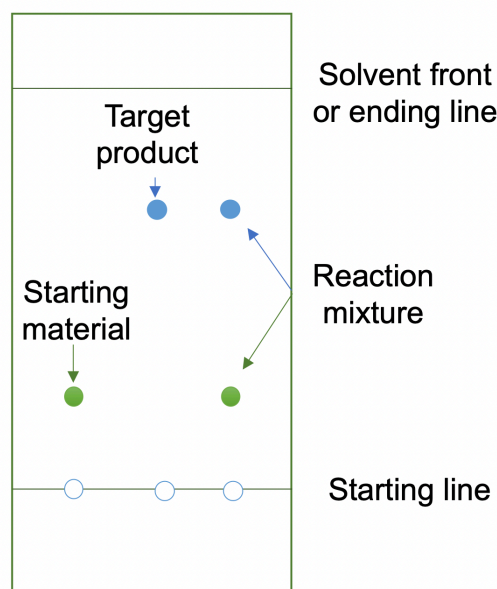 Solvent front
or ending line
Target
product
Reaction
mixture
Starting
material
Starting line